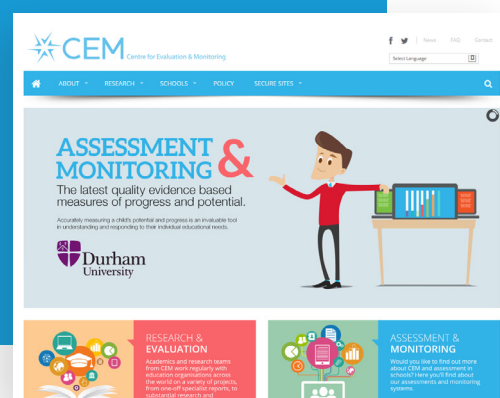 CEM Centre for Evaluation & Monitoring
News FAQ Contact
Select Language
ABOUT RESEARCH SCHOOLS POLICY SECURE SITES
ASSESSMENT &
MONITORING
The latest quality evidence based
measures of progress and potential.
Accurately measuring a child's potential and progress is an invaluable tool
in understanding and responding to their individual educational needs.
Durham
University
RESEARCH &
EVALUATION
Academics and research teams
from CEM work regularly with
education organisations across
the world on a variety of projects,
from one-off specialist reports, to
substantial research and
ASSESSMENT &
MONITORING
Would you like to find out more
about CEM and assessment in
schools? Here you'll find about
our assessments and monitoring
systems.